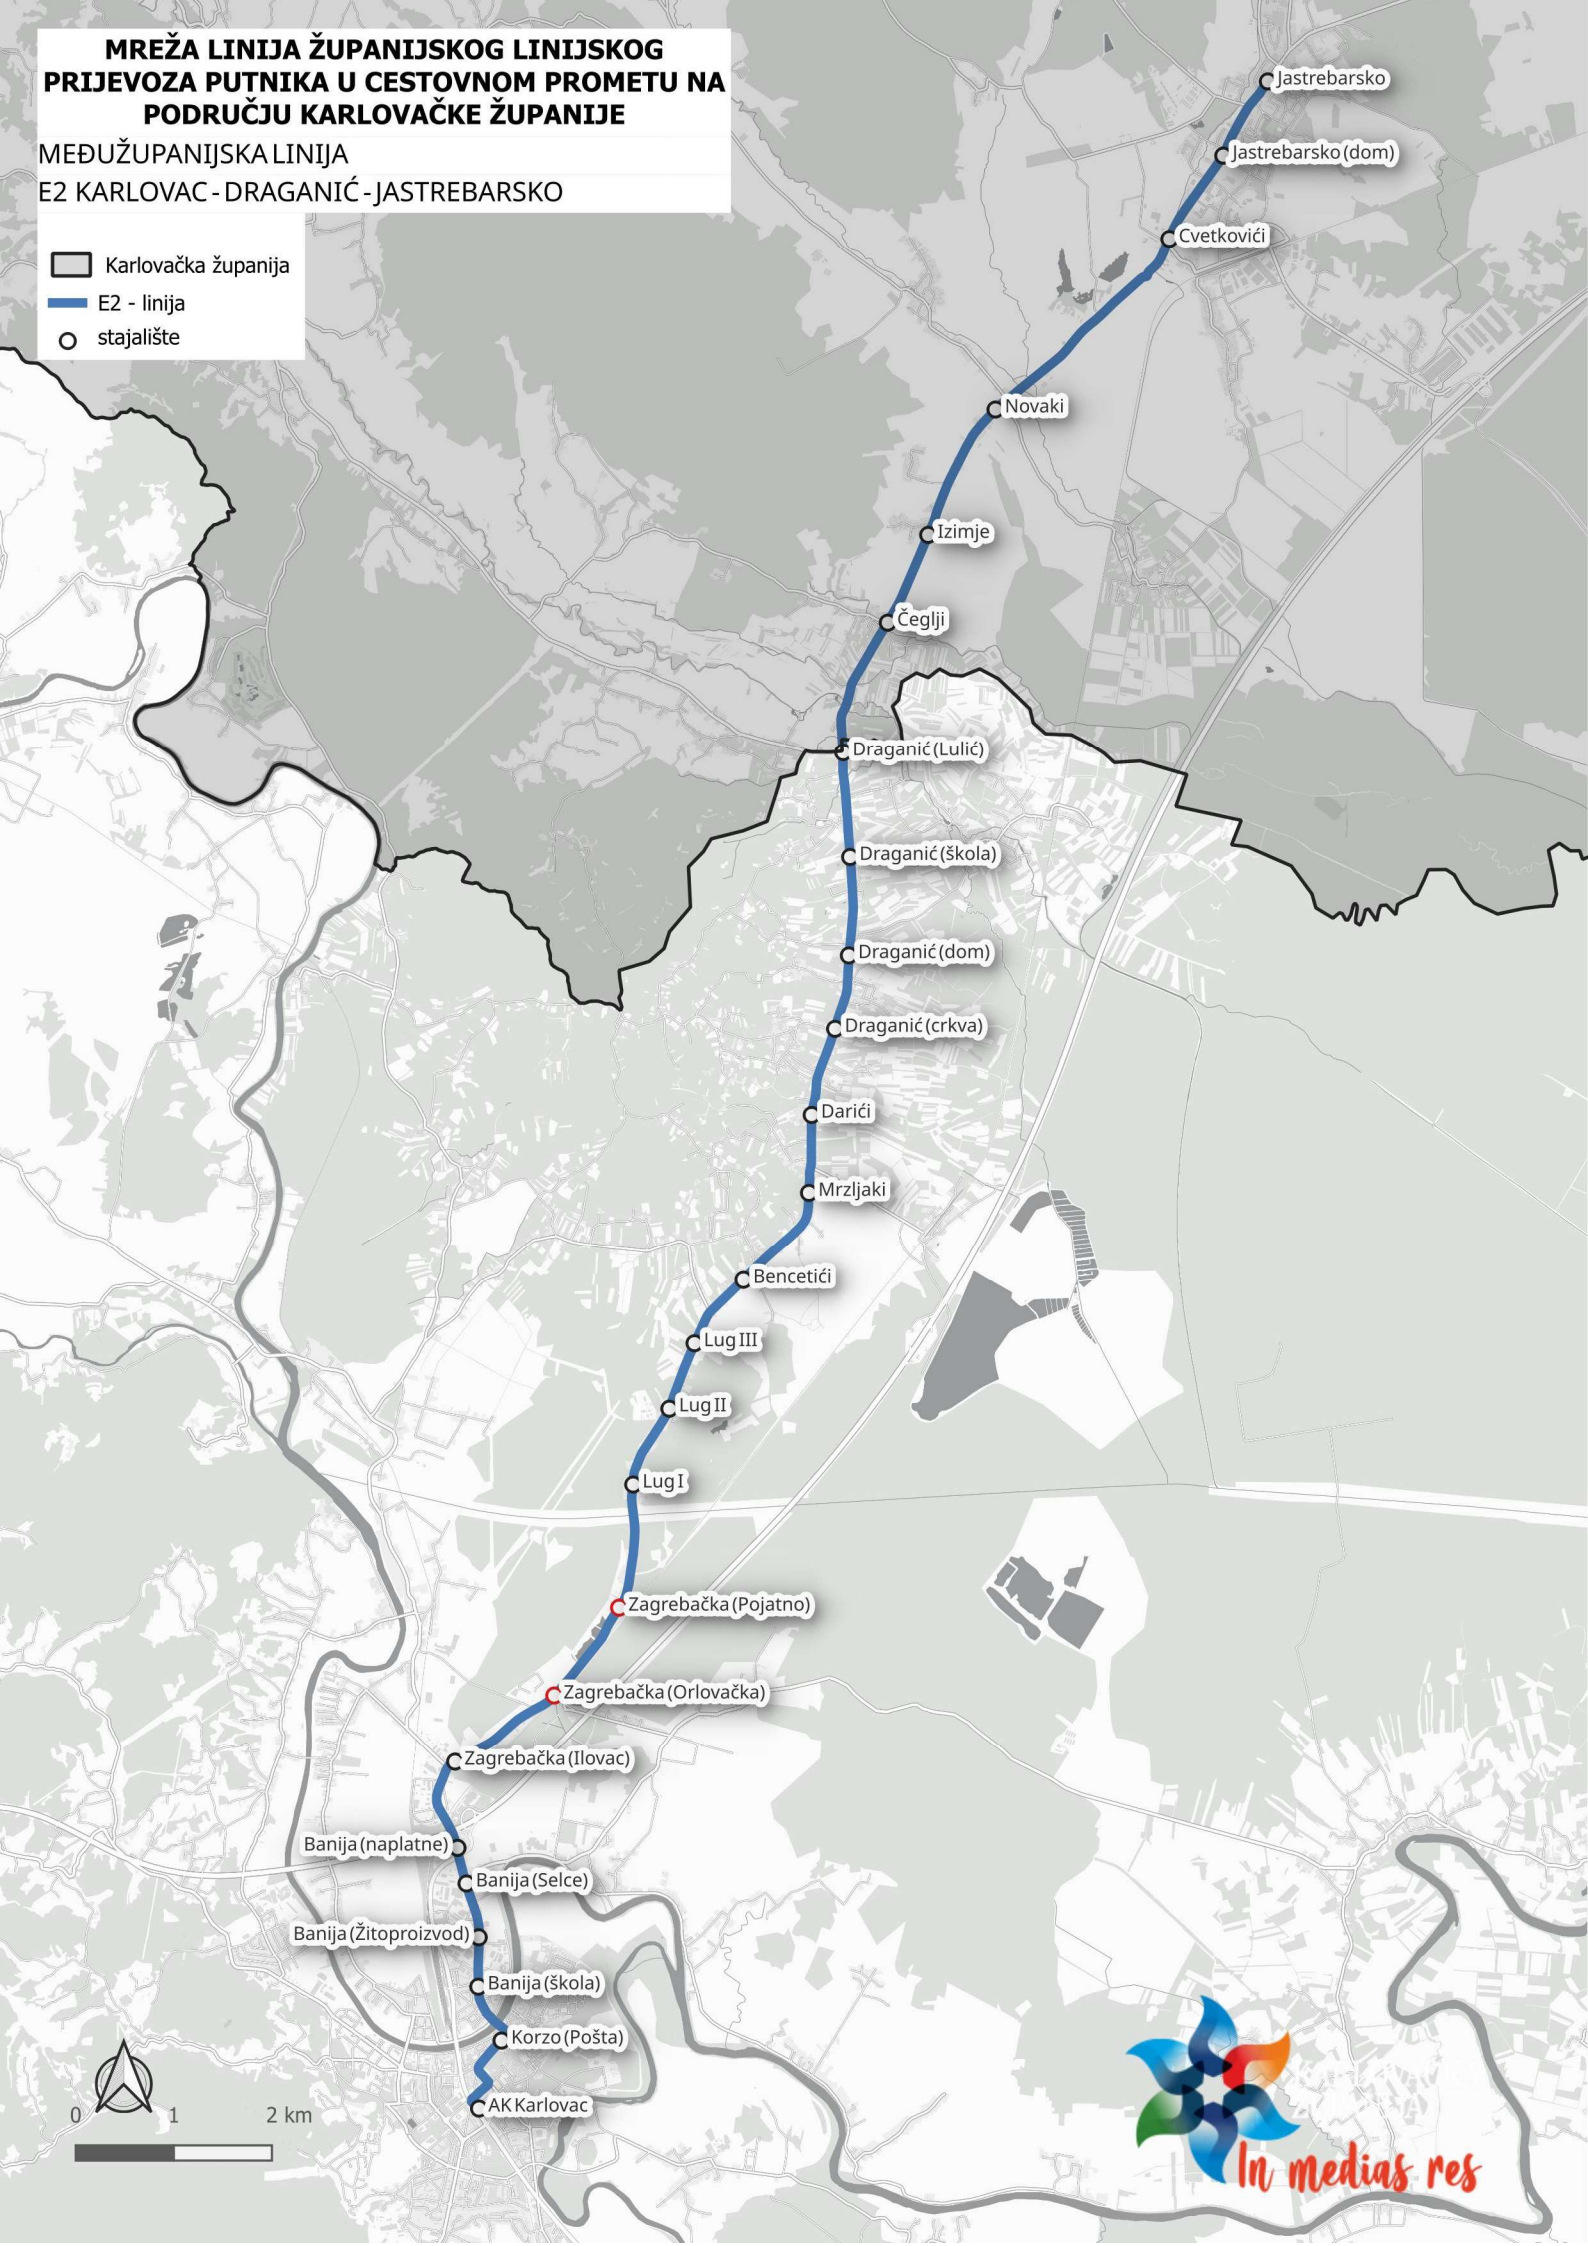 MREŽA LINIJA ŽUPANIJSKOG LINIJSKOG
PRIJEVOZA PUTNIKA U CESTOVNOM PROMETU NA
PODRUČJU KARLOVAČKE ŽUPANIJE
MEĐUŽUPANIJSKA LINIJA
E2 KARLOVAC - DRAGANIĆ - JASTREBARSKO
Karlovačka županija
E2 - linija
stajalište
Jastrebarsko
Jastrebarsko (dom)
Cvetkovići
Novaki
Izimje
Čeglji
Draganić (Lulić)
Draganić (škola)
Draganić (dom)
Draganić (crkva)
Darići
Mrzljaki
Bencetići
Lug III
Lug II
Lug I
Zagrebačka (Pojatno)
Zagrebačka (Orlovačka)
Zagrebačka (Ilovac)
Banija (naplatne)
Banija (Selce)
Banija (Žitoproizvod)
Banija (škola)
Korzo (Pošta)
AK Karlovac
0 1 2 km
In medias res